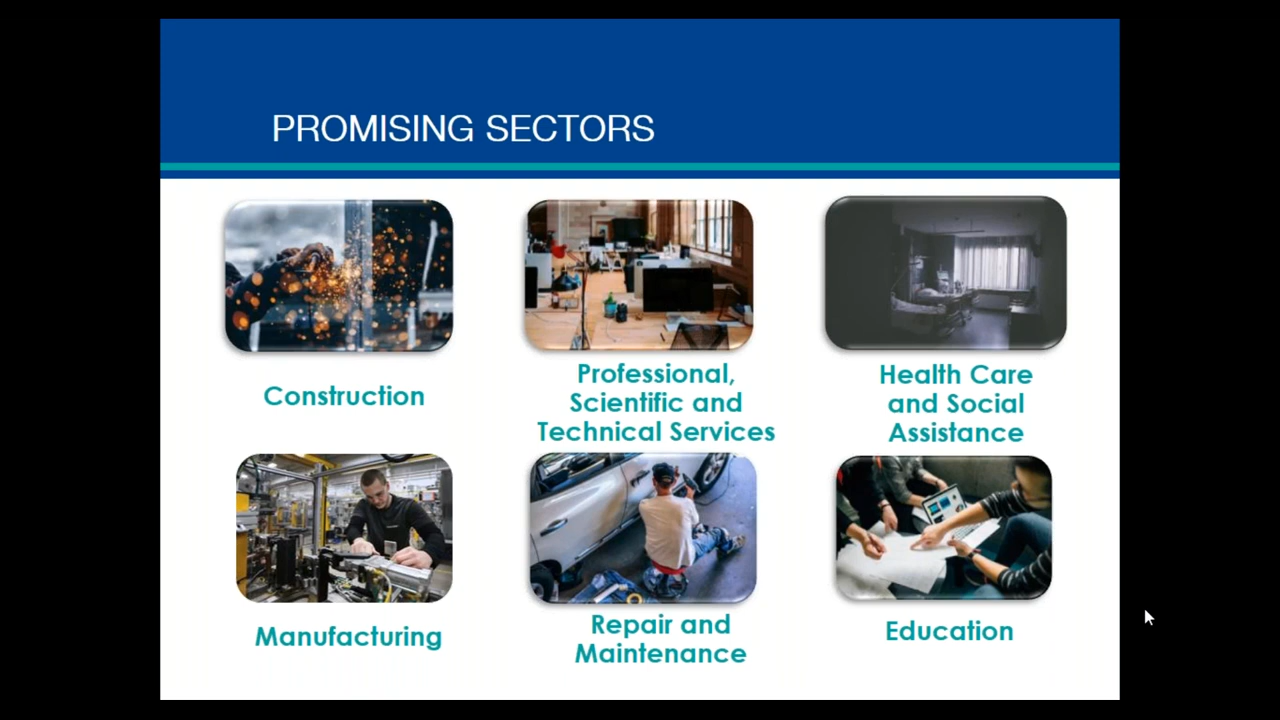 PROMISING SECTORS
Construction
Professional,
Scientific and
Technical Services
Health Care
and Social
Assistance
Manufacturing
Repair and
Maintenance
Education